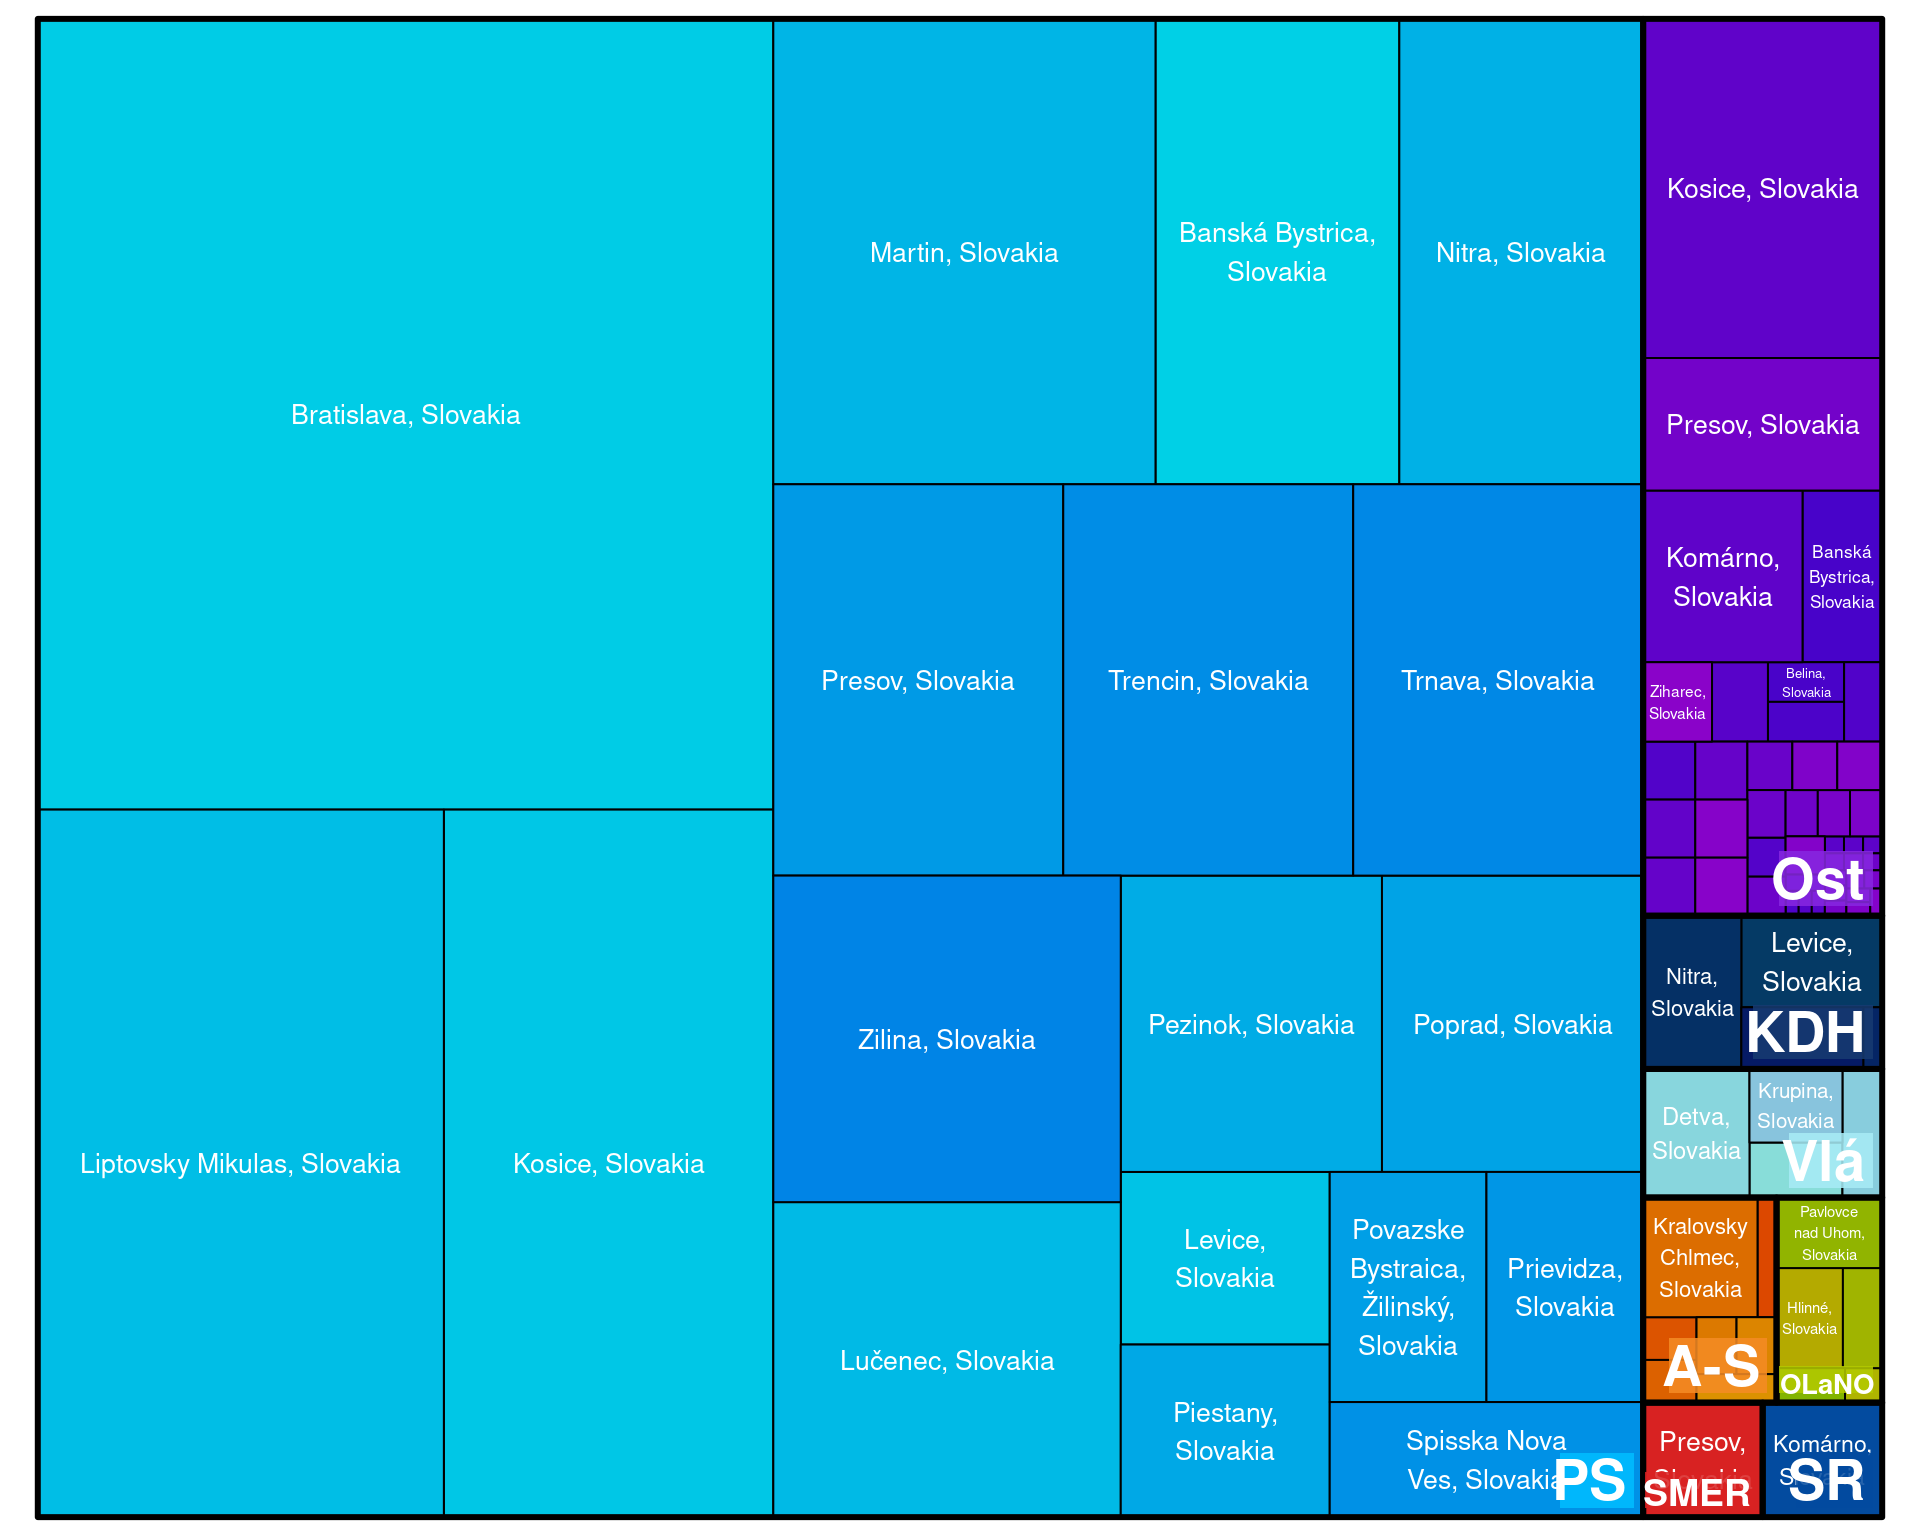 Bratislava, Slovakia
Martin, Slovakia
Banská Bystrica,
Slovakia
Nitra, Slovakia
Presov, Slovakia
Trencin, Slovakia
Trnava, Slovakia
Liptovsky Mikulas, Slovakia
Kosice, Slovakia
Zilina, Slovakia
Lučenec, Slovakia
Pezinok, Slovakia
Poprad, Slovakia
Levice,
Slovakia
Piestany,
Slovakia
Povazske
Bystraica,
Žilinský,
Slovakia
Prievidza,
Slovakia
Spisska Nova
Ves, Slovakia
PS
Kosice, Slovakia
Presov, Slovakia
Komárno,
Slovakia
Banská
Bystrica,
Slovakia
Ziharec,
Slovakia
Belina,
Slovakia
Ost
Nitra,
Slovakia
Levice,
Slovakia
KDH
Detva,
Slovakia
Krupina,
Slovakia
Vlá
Kralovsky
Chlmec,
Slovakia
A-S
Pavlovce
nad Uhom,
Slovakia
Hlinné,
Slovakia
OLaNO
Presov,
SMER
Komárno,
SR